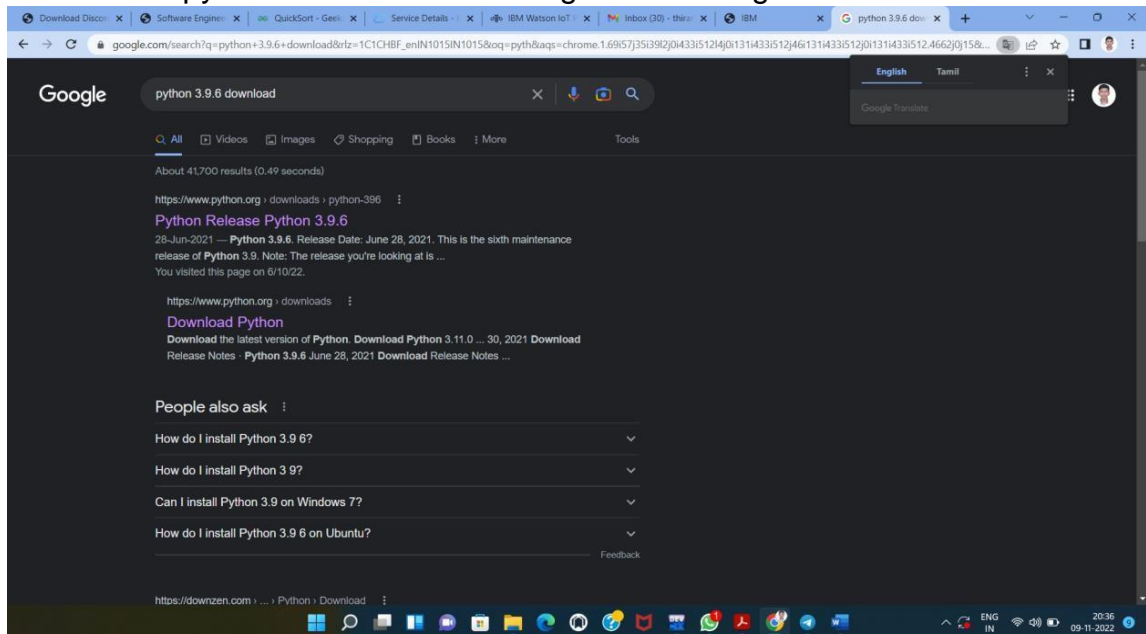 Download Discon
Software Engineer
QuickSort - Geek
Service Details - I
IBM Watson IoT P
Inbox (30) - thirar
IBM
python 3.9.6 dow
google.com/search?q=python+3.9.6+download&rlz=1C1CHBF_enIN1015IN1015&oq=pyth&aqs=chrome.1.69i57j35i39l2j0i433i512l4j0i131i433i512j46i131i433i512j0i131i433i512.4662j0j15&...
English Tamil
Google Translate
Google
python 3.9.6 download
All Videos Images Shopping Books More Tools
About 41,700 results (0.49 seconds)
https://www.python.org › downloads › python-396
Python Release Python 3.9.6
28-Jun-2021 — Python 3.9.6. Release Date: June 28, 2021. This is the sixth maintenance
release of Python 3.9. Note: The release you're looking at is ...
You visited this page on 6/10/22.
https://www.python.org › downloads
Download Python
Download the latest version of Python. Download Python 3.11.0 ... 30, 2021 Download
Release Notes · Python 3.9.6 June 28, 2021 Download Release Notes ...
People also ask
How do I install Python 3.9 6?
How do I install Python 3 9?
Can I install Python 3.9 on Windows 7?
How do I install Python 3.9 6 on Ubuntu?
Feedback
https://downzen.com › ... › Python › Download
ENG
IN
20:36
09-11-2022